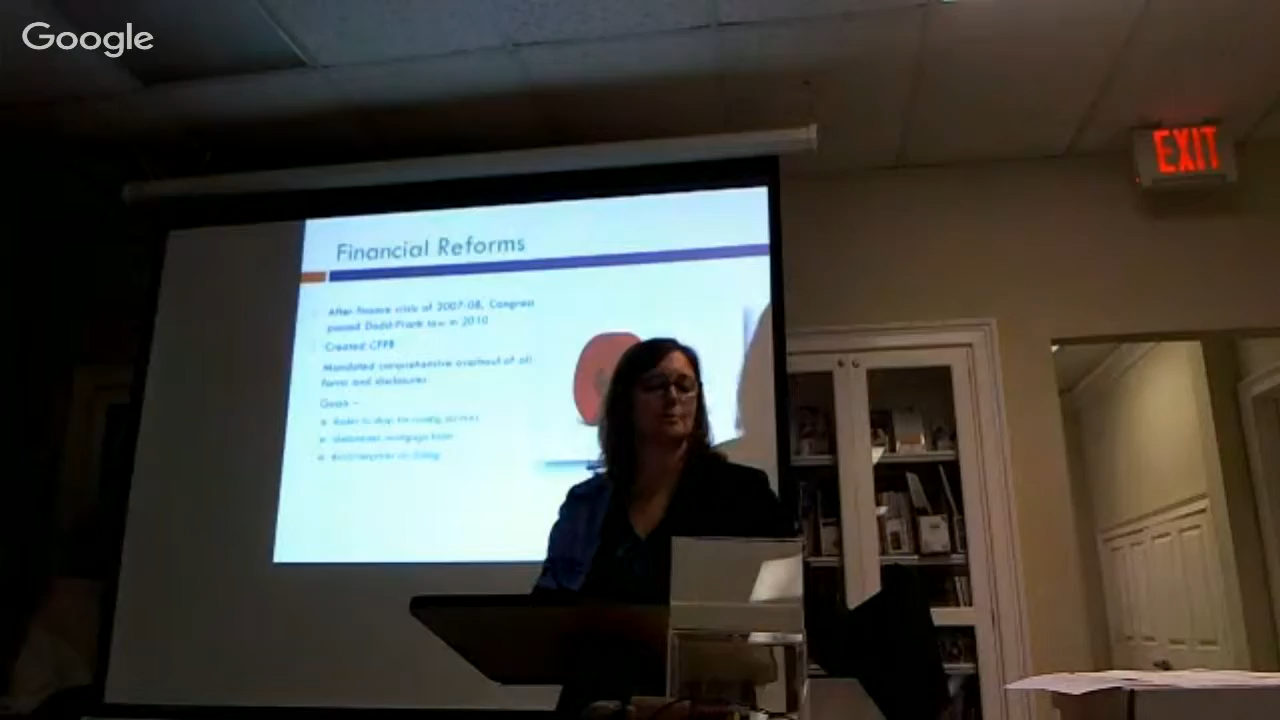 Google
EXIT
Financial Reforms
After finance crisis of 2007-08, Congress
passed Dodd-Frank law in 2010
Created CFPB
Mandated comprehensive overhaul of all
forms and disclosures
Goals –
mortgage